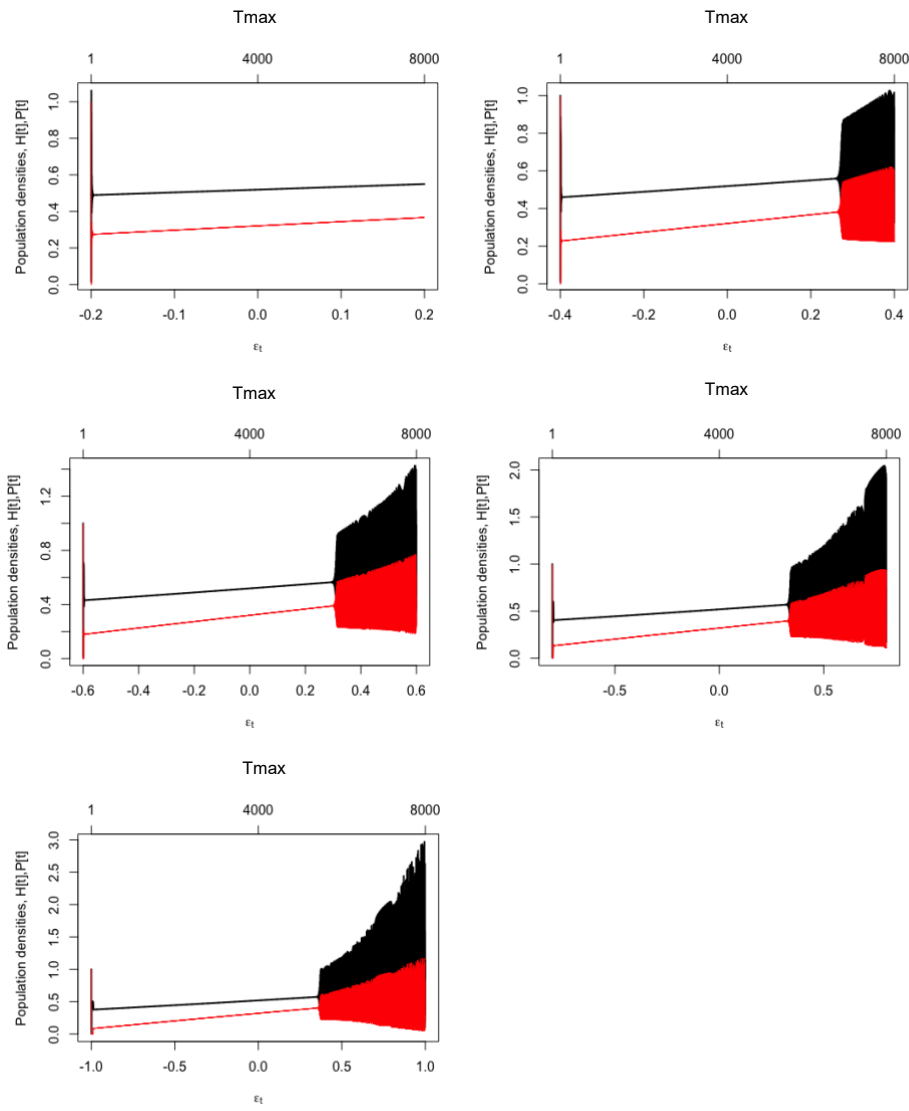 Tmax
1 4000 8000
Population densities, H[t],P[t]
0.0 0.2 0.4 0.6 0.8 1.0
-0.2 -0.1 0.0 0.1 0.2
εt
Tmax
1 4000 8000
Population densities, H[t],P[t]
0.0 0.2 0.4 0.6 0.8 1.0
-0.4 -0.2 0.0 0.2 0.4
εt
Tmax
1 4000 8000
Population densities, H[t],P[t]
0.0 0.4 0.8 1.2
-0.6 -0.4 -0.2 0.0 0.2 0.4 0.6
εt
Tmax
1 4000 8000
Population densities, H[t],P[t]
0.0 0.5 1.0 1.5 2.0
-0.5 0.0 0.5
εt
Tmax
1 4000 8000
Population densities, H[t],P[t]
0.0 0.5 1.0 1.5 2.0 2.5 3.0
-1.0 -0.5 0.0 0.5 1.0
εt